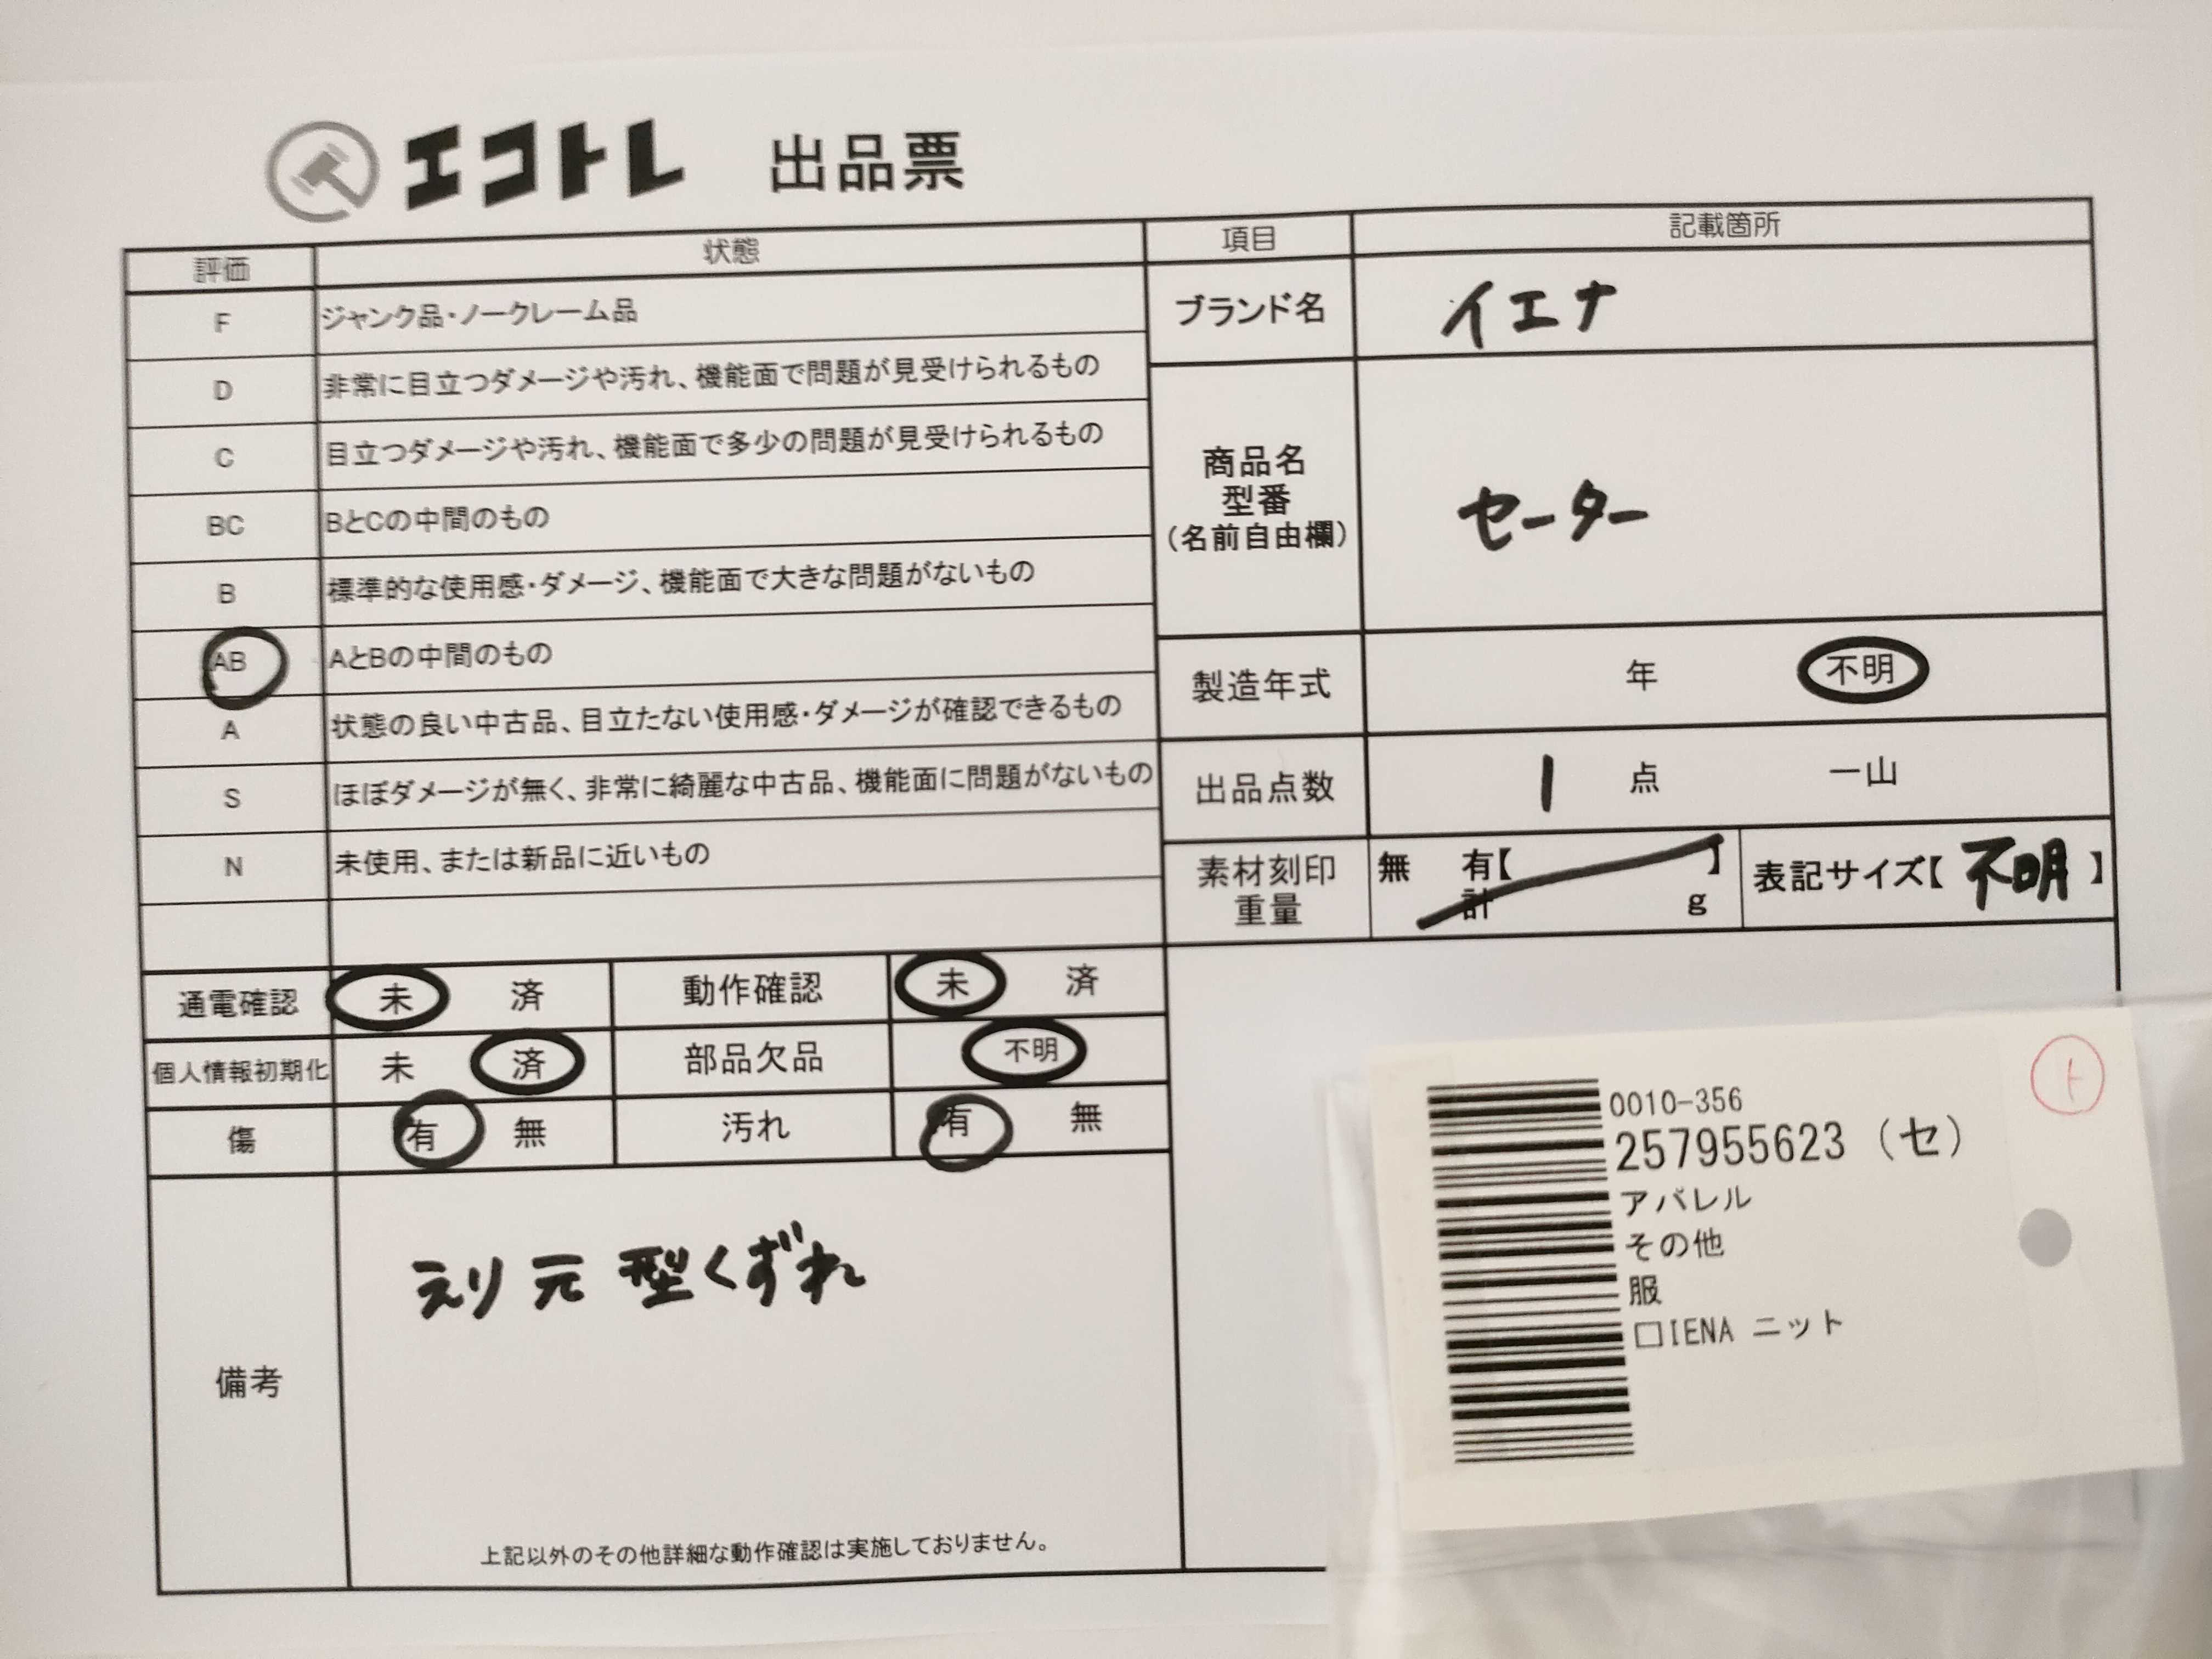 エコトレ 出品票
評価 状態
F ジャンク品・ノークレーム品
D 非常に目立つダメージや汚れ、機能面で問題が見受けられるもの
C 目立つダメージや汚れ、機能面で多少の問題が見受けられるもの
BC BとCの中間のもの
B 標準的な使用感・ダメージ、機能面で大きな問題がないもの
AB AとBの中間のもの
A 状態の良い中古品、目立たない使用感・ダメージが確認できるもの
S ほぼダメージが無く、非常に綺麗な中古品、機能面に問題がないもの
N 未使用、または新品に近いもの
項目 記載箇所
ブランド名 イエナ
商品名
型番
(名前自由欄)
セーター
製造年式 年 不明
出品点数 1 点 一山
素材刻印 無 有【 】
重量 計 g
表記サイズ【不明】
通電確認 未 済 動作確認 未 済
個人情報初期化 未 済 部品欠品 不明
傷 有 無 汚れ 有 無
備考
えり元 型くずれ
上記以外のその他詳細な動作確認は実施しておりません。
ト
0010-356
257955623 (セ)
アパレル
その他
服
□IENA ニット